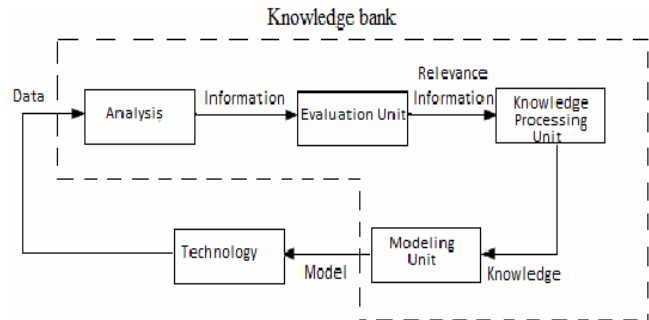 Knowledge bank
Data
Analysis
Information
Evaluation Unit
Relevance
Information
Knowledge
Processing
Unit
Technology
Model
Modeling
Unit
Knowledge